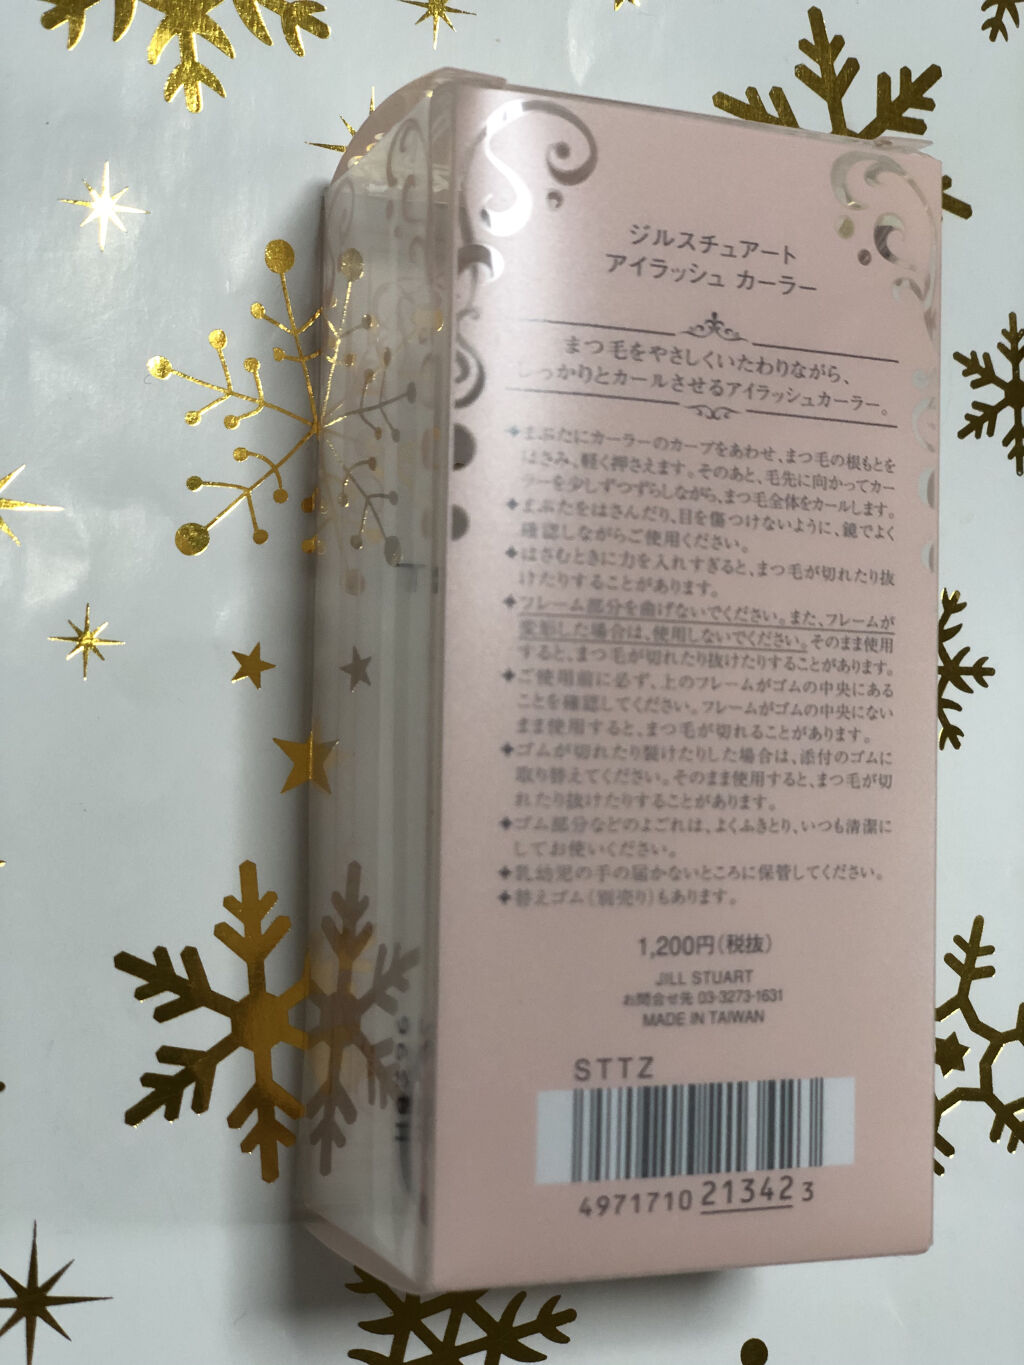 ジルスチュアート
アイラッシュ カーラー
まつ毛をやさしくいたわりながら、
しっかりとカールさせるアイラッシュカーラー。
✦まぶたにカーラーのカーブをあわせ、まつ毛の根もとを
はさみ、軽く押さえます。そのあと、毛先に向かってカー
ラーを少しずつずらしながら、まつ毛全体をカールします。
✦まぶたをはさんだり、目を傷つけないように、鏡でよく
確認しながらご使用ください。
✦はさむときに力を入れすぎると、まつ毛が切れたり抜
けたりすることがあります。
✦フレーム部分を曲げないでください。また、フレームが
変形した場合は、使用しないでください。そのまま使用
すると、まつ毛が切れたり抜けたりすることがあります。
✦ご使用前に必ず、上のフレームがゴムの中央にある
ことを確認してください。フレームがゴムの中央にない
まま使用すると、まつ毛が切れることがあります。
✦ゴムが切れたり裂けたりした場合は、添付のゴムに
取り替えてください。そのまま使用すると、まつ毛が切
れたり抜けたりすることがあります。
✦ゴム部分などのよごれは、よくふきとり、いつも清潔に
してお使いください。
✦乳幼児の手の届かないところに保管してください。
✦替えゴム(別売り)もあります。
1,200円(税抜)
JILL STUART
お問合せ先 03-3273-1631
MADE IN TAIWAN
STTZ
4971710 21342 3